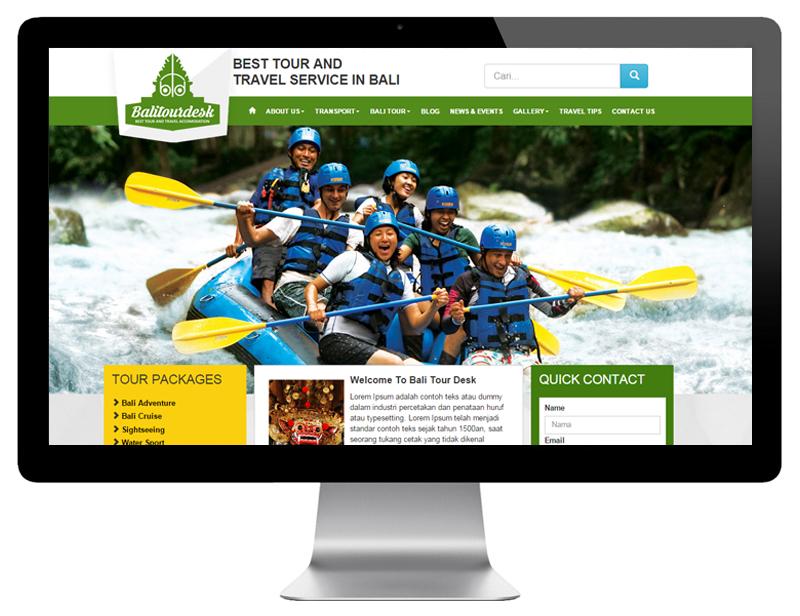 BEST TOUR AND
TRAVEL SERVICE IN BALI
Cari...
Balitourdesk
BEST TOUR AND TRAVEL ACCOMODATION
ABOUT US
TRANSPORT
BALI TOUR
BLOG
NEWS & EVENTS
GALLERY
TRAVEL TIPS
CONTACT US
TOUR PACKAGES
Bali Adventure
Bali Cruise
Sightseeing
Water Sport
Welcome To Bali Tour Desk
Lorem Ipsum adalah contoh teks atau dummy
dalam industri percetakan dan penataan huruf
atau typesetting. Lorem Ipsum telah menjadi
standar contoh teks sejak tahun 1500an, saat
seorang tukang cetak yang tidak dikenal
QUICK CONTACT
Name
Nama
Email